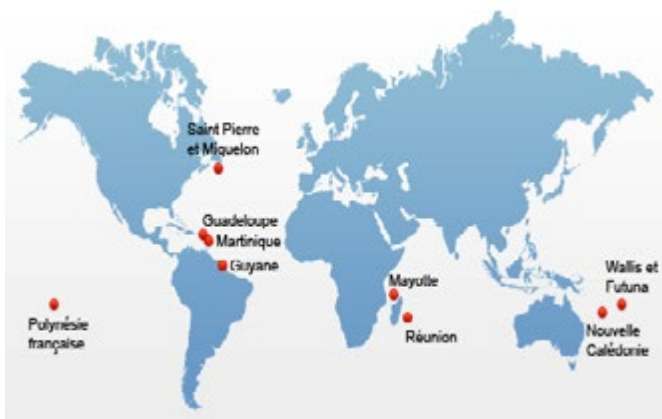 Saint Pierre
et Miquelon
Guadeloupe
Martinique
Guyane
Mayotte
Réunion
Wallis et
Futuna
Nouvelle
Calédonie
Polynésie
française